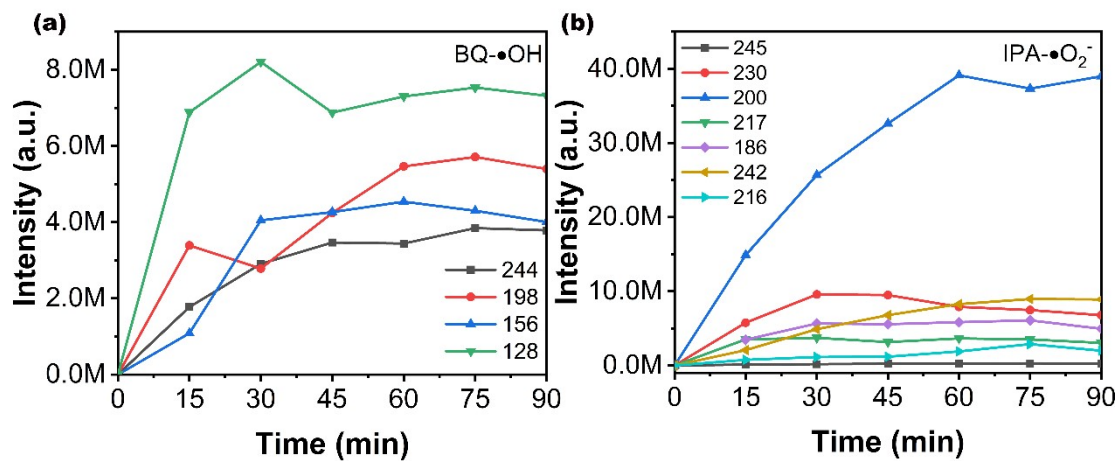 (a)
BQ-●OH
Intensity (a.u.)
8.0M
6.0M
4.0M
2.0M
0.0M
244
198
156
128
0 15 30 45 60 75 90
Time (min)
(b)
IPA-●O₂⁻
Intensity (a.u.)
40.0M
30.0M
20.0M
10.0M
0.0M
245
230
200
217
186
242
216
0 15 30 45 60 75 90
Time (min)